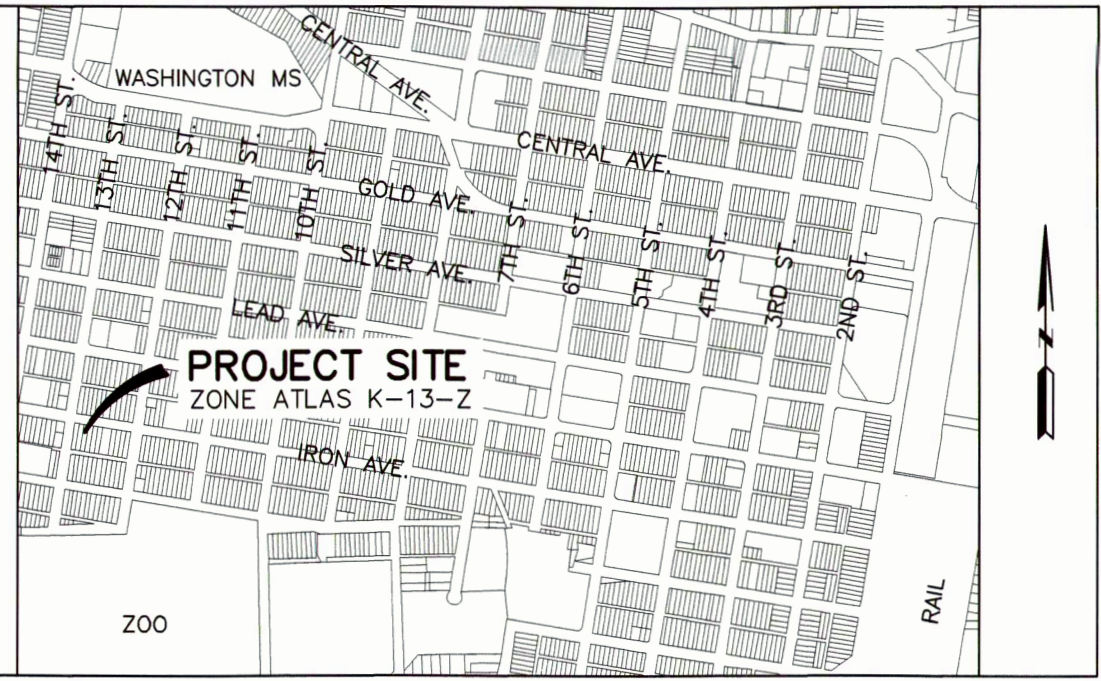 CENTRAL AVE.
WASHINGTON MS
14TH ST.
13TH ST.
12TH ST.
11TH ST.
10TH ST.
CENTRAL AVE.
GOLD AVE.
SILVER AVE.
7TH ST.
6TH ST.
5TH ST.
4TH ST.
3RD ST.
2ND ST.
LEAD AVE.
PROJECT SITE
ZONE ATLAS K-13-Z
N
IRON AVE.
ZOO
RAIL